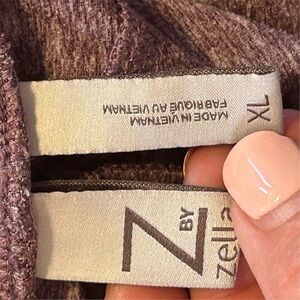 MADE IN VIETNAM
FABRIQUÉ AU VIETNAM
XL
Z
BY
zella